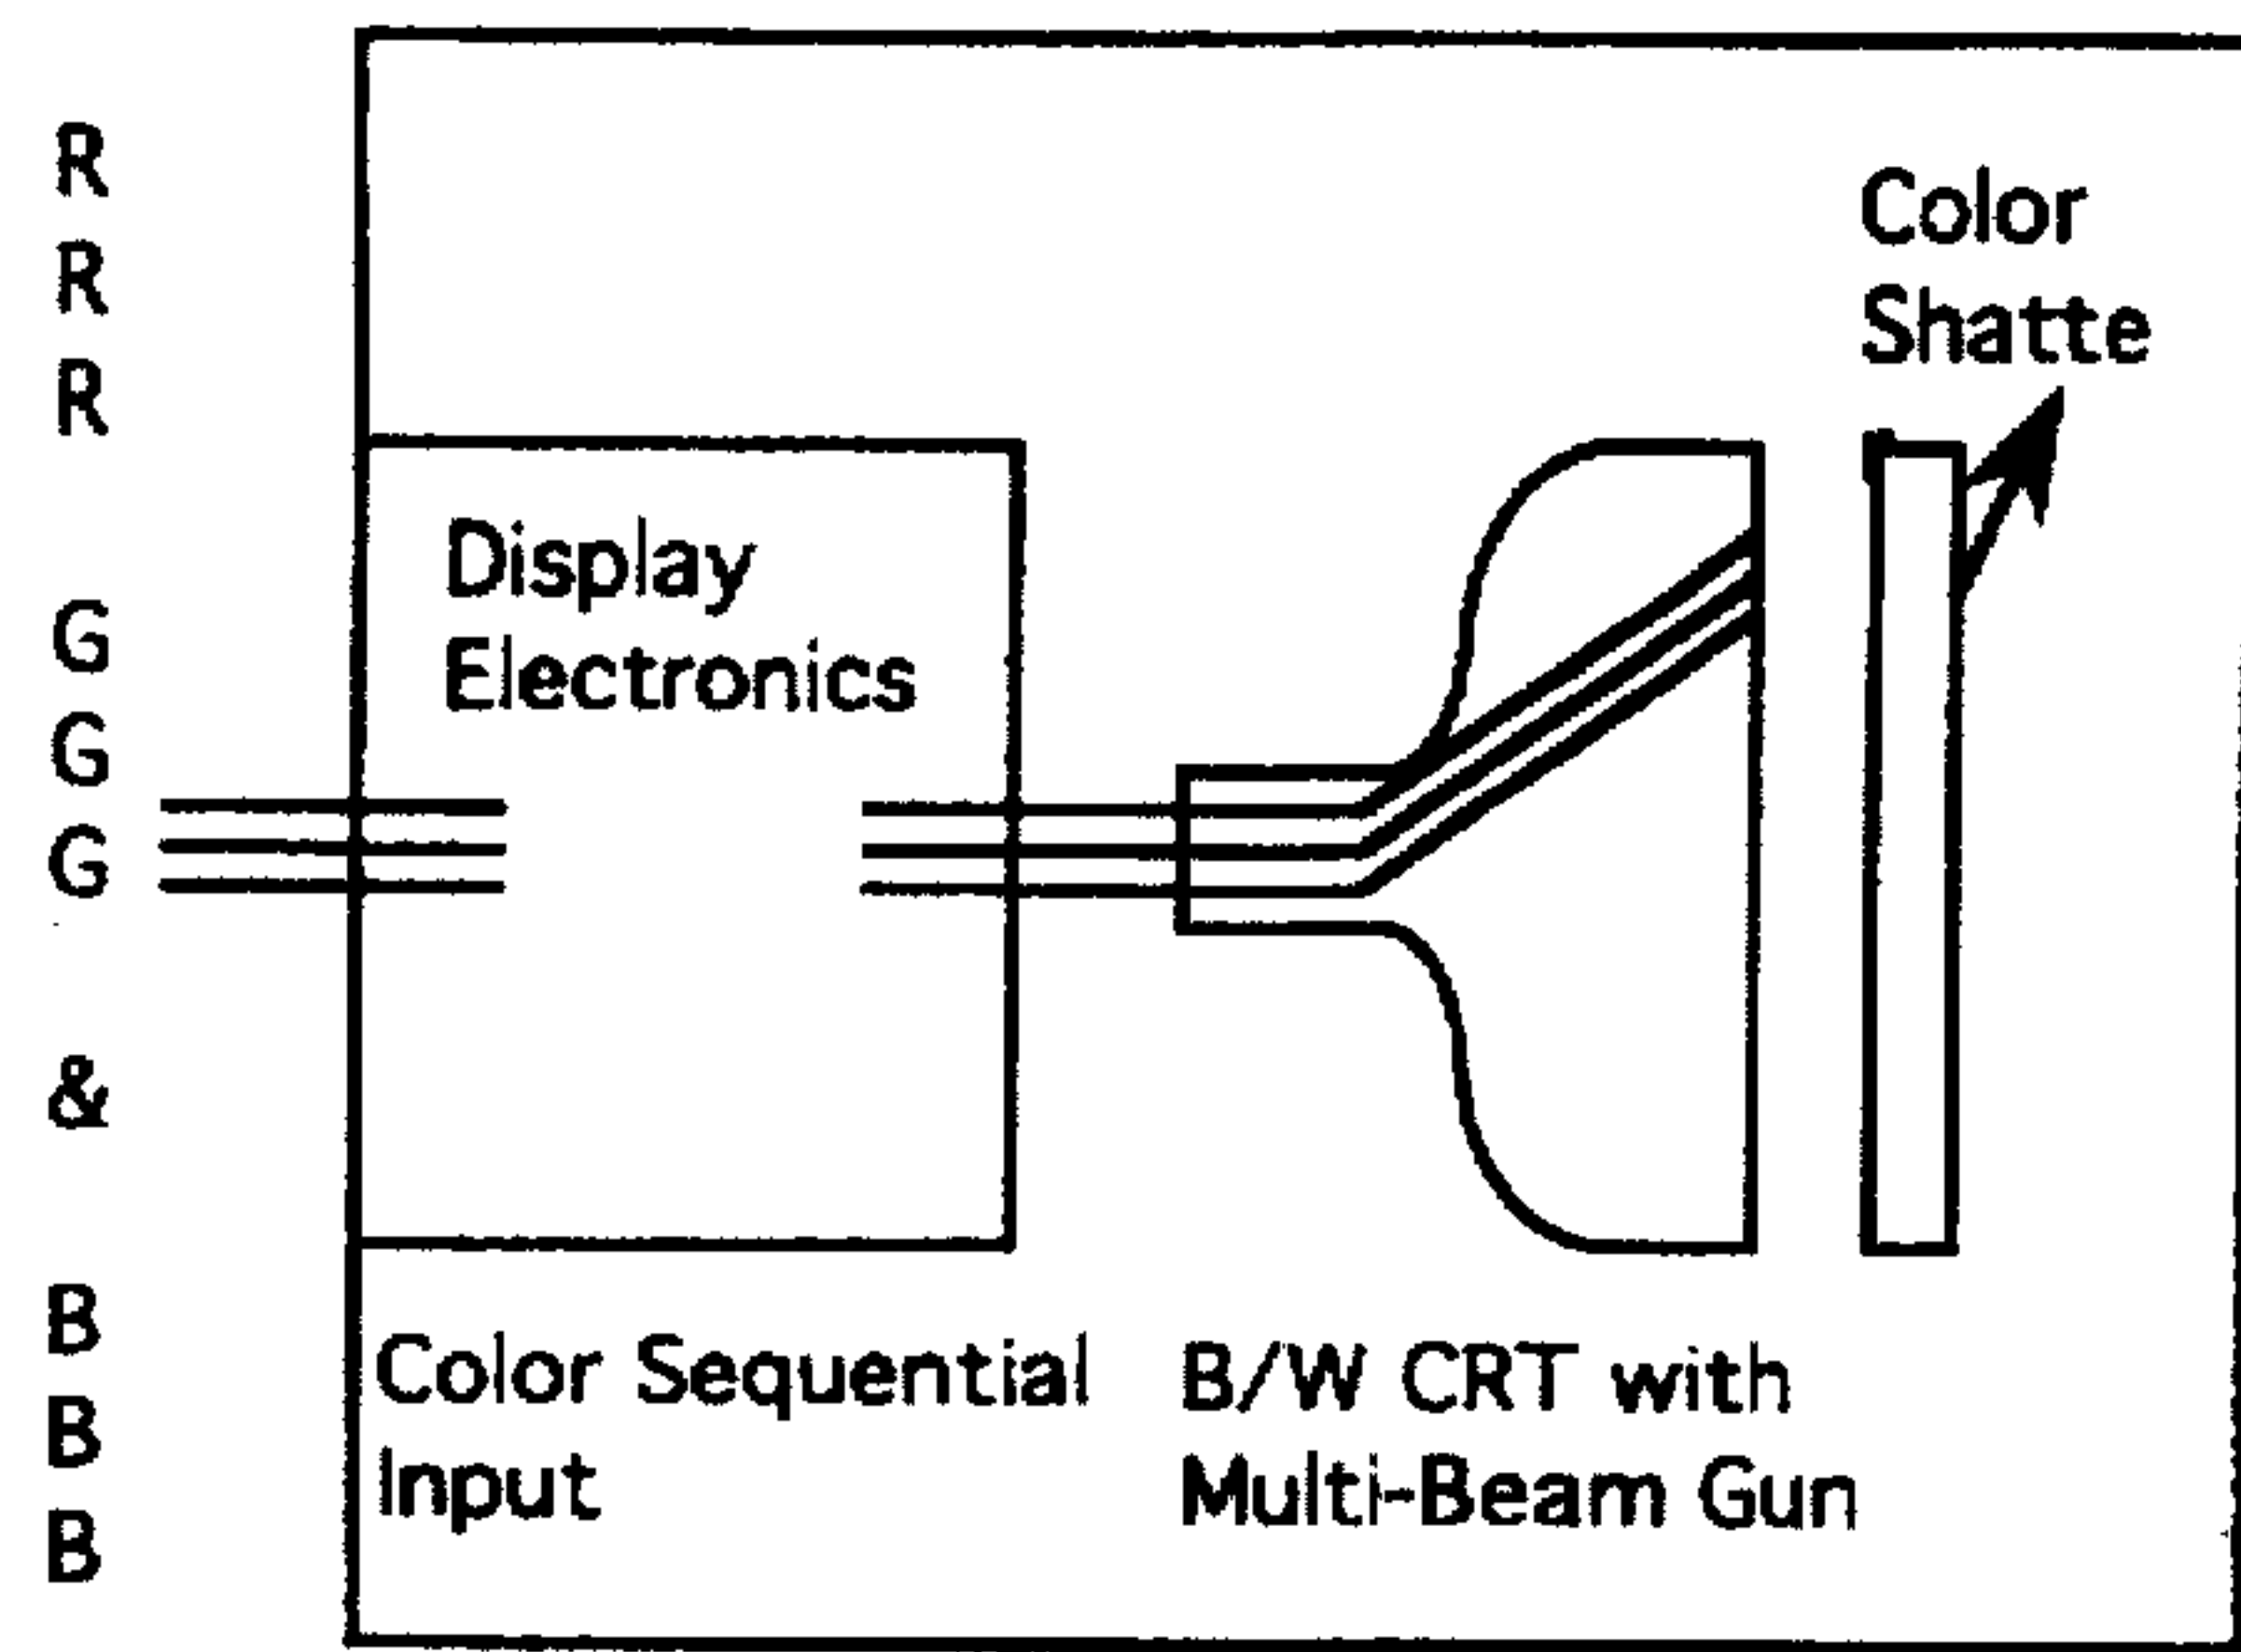 R
R
R
G
G
G
&
B
B
B
Color
Shatte
Display
Electronics
Color Sequential
Input
B/W CRT with
Multi-Beam Gun